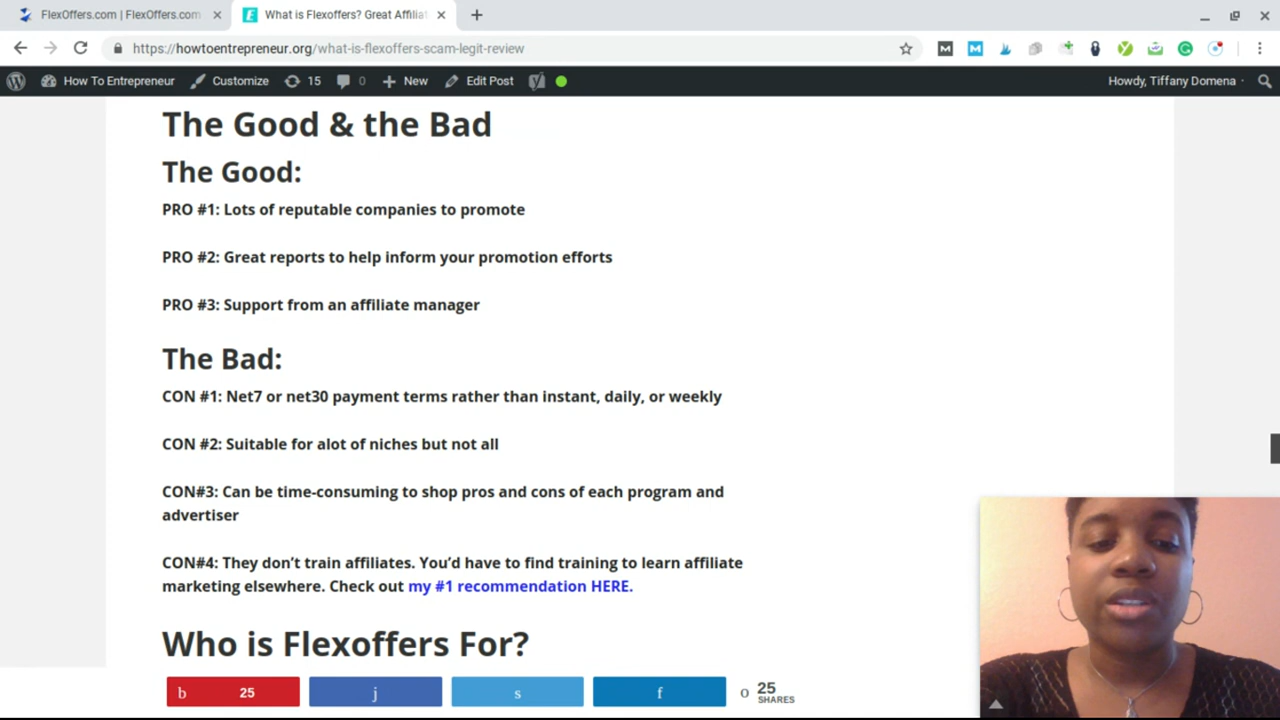 FlexOffers.com | FlexOffers.com
What is Flexoffers? Great Affiliat
https://howtoentrepreneur.org/what-is-flexoffers-scam-legit-review
How To Entrepreneur
Customize
15
0
New
Edit Post
Howdy, Tiffany Domena
The Good & the Bad
The Good:
PRO #1: Lots of reputable companies to promote
PRO #2: Great reports to help inform your promotion efforts
PRO #3: Support from an affiliate manager
The Bad:
CON #1: Net7 or net30 payment terms rather than instant, daily, or weekly
CON #2: Suitable for alot of niches but not all
CON#3: Can be time-consuming to shop pros and cons of each program and
advertiser
CON#4: They don’t train affiliates. You’d have to find training to learn affiliate
marketing elsewhere. Check out my #1 recommendation HERE.
Who is Flexoffers For?
b 25
j
s
f
o 25
SHARES